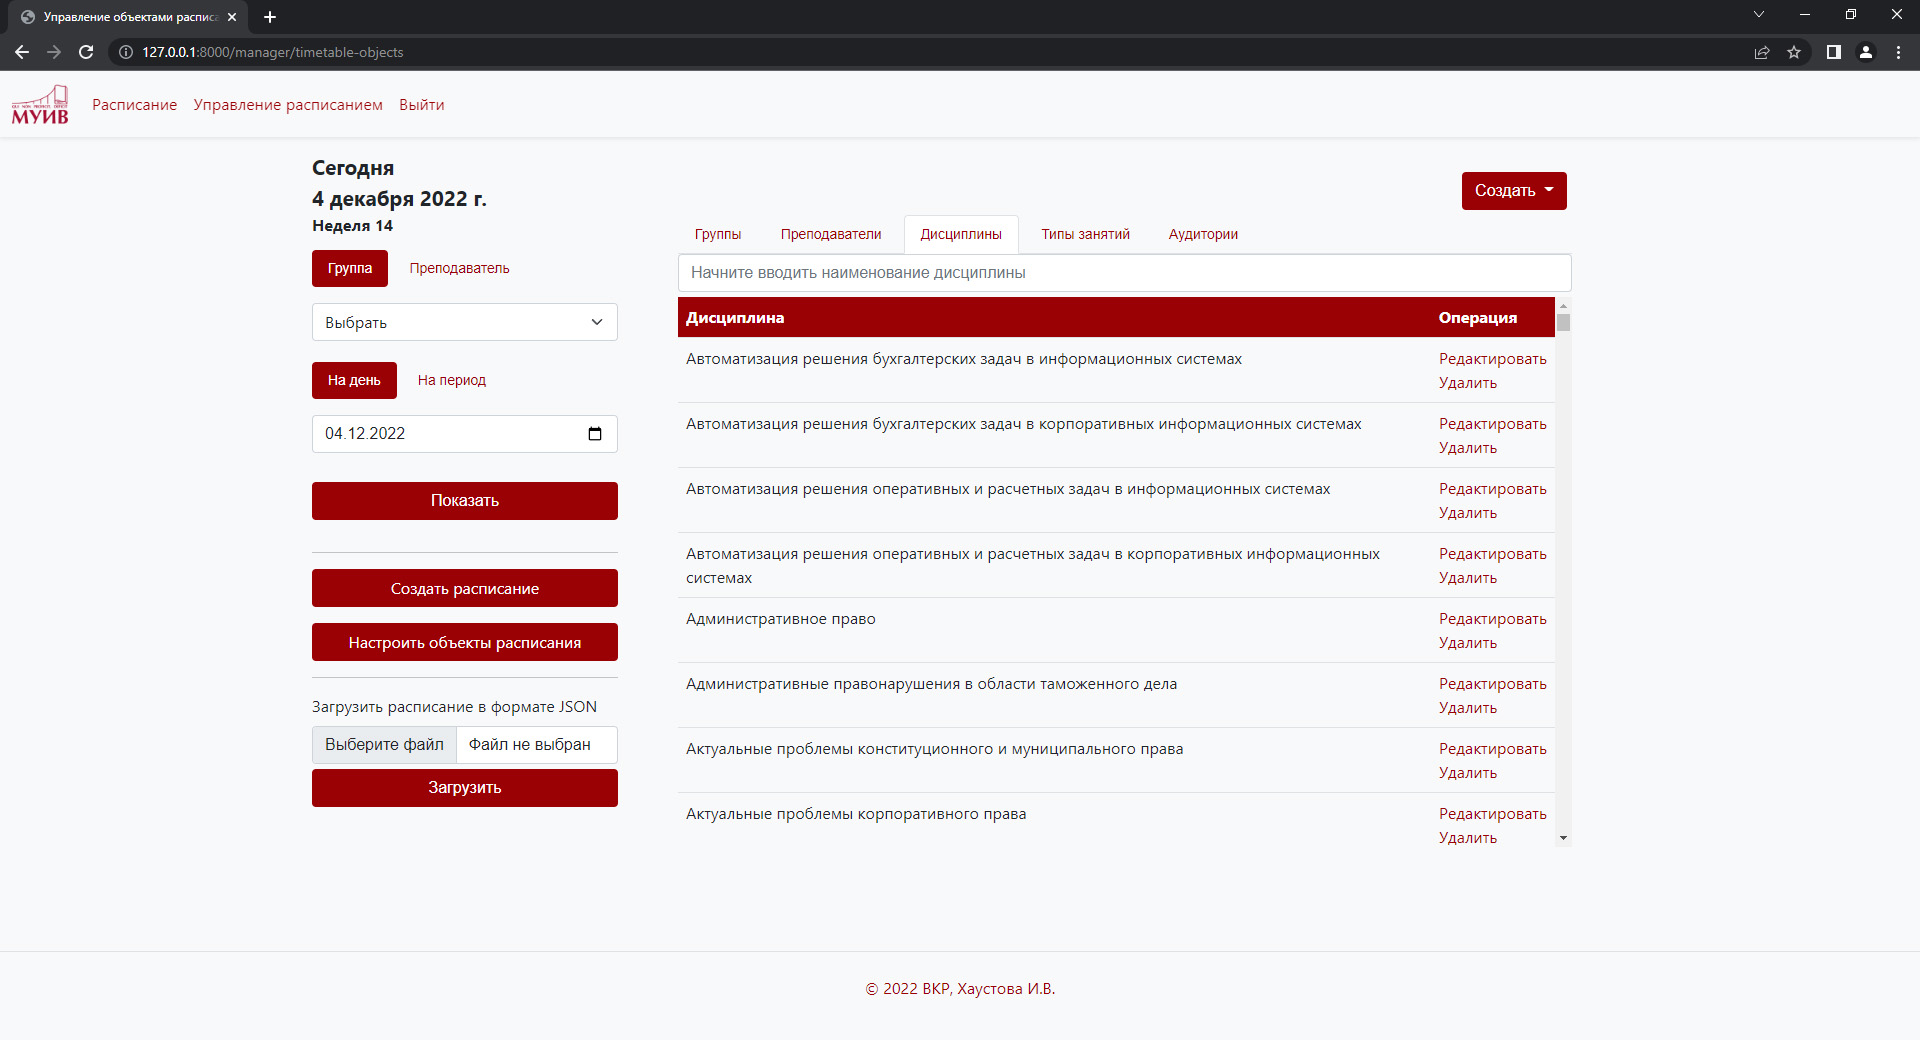 Управление объектами расписа
127.0.0.1:8000/manager/timetable-objects
МУИВ
Расписание Управление расписанием Выйти
Сегодня
4 декабря 2022 г.
Неделя 14
Группа Преподаватель
Выбрать
На день На период
04.12.2022
Показать
Создать расписание
Настроить объекты расписания
Загрузить расписание в формате JSON
Выберите файл Файл не выбран
Загрузить
Создать
Группы Преподаватели Дисциплины Типы занятий Аудитории
Начните вводить наименование дисциплины
Дисциплина Операция
Автоматизация решения бухгалтерских задач в информационных системах Редактировать
Удалить
Автоматизация решения бухгалтерских задач в корпоративных информационных системах Редактировать
Удалить
Автоматизация решения оперативных и расчетных задач в информационных системах Редактировать
Удалить
Автоматизация решения оперативных и расчетных задач в корпоративных информационных Редактировать
системах Удалить
Административное право Редактировать
Удалить
Административные правонарушения в области таможенного дела Редактировать
Удалить
Актуальные проблемы конституционного и муниципального права Редактировать
Удалить
Актуальные проблемы корпоративного права Редактировать
Удалить
© 2022 ВКР, Хаустова И.В.